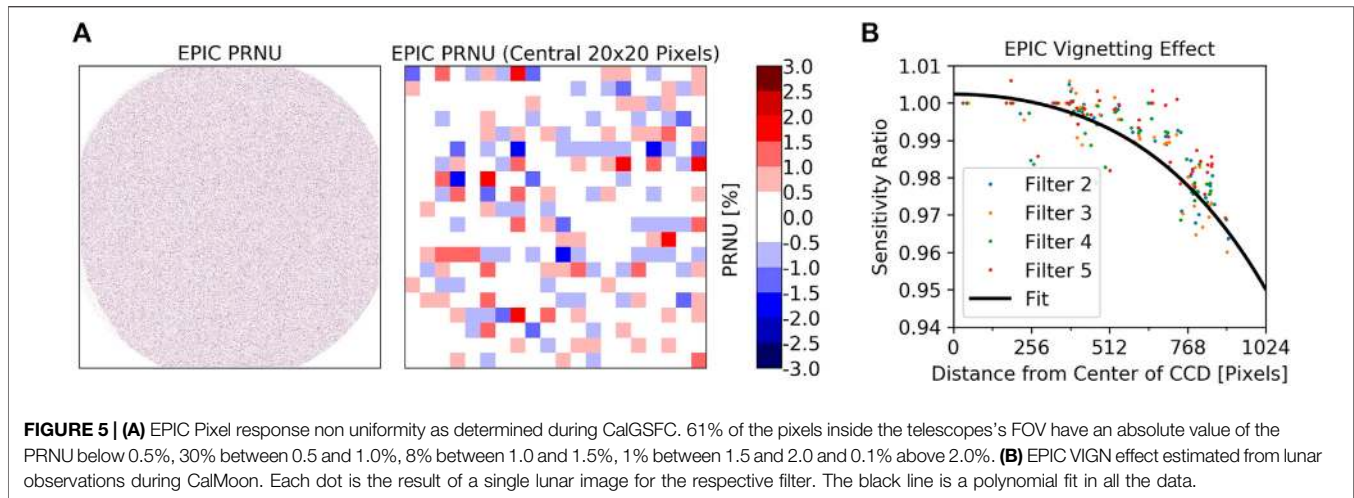 A
EPIC PRNU
EPIC PRNU (Central 20x20 Pixels)
3.0
2.5
2.0
1.5
1.0
0.5
0.0
-0.5
-1.0
-1.5
-2.0
-2.5
-3.0
PRNU [%]
B
EPIC Vignetting Effect
1.01
1.00
0.99
0.98
0.97
0.96
0.95
0.94
Sensitivity Ratio
Filter 2
Filter 3
Filter 4
Filter 5
Fit
0 256 512 768 1024
Distance from Center of CCD [Pixels]
FIGURE 5 | (A) EPIC Pixel response non uniformity as determined during CalGSFC. 61% of the pixels inside the telescopes's FOV have an absolute value of the
PRNU below 0.5%, 30% between 0.5 and 1.0%, 8% between 1.0 and 1.5%, 1% between 1.5 and 2.0 and 0.1% above 2.0%. (B) EPIC VIGN effect estimated from lunar
observations during CalMoon. Each dot is the result of a single lunar image for the respective filter. The black line is a polynomial fit in all the data.